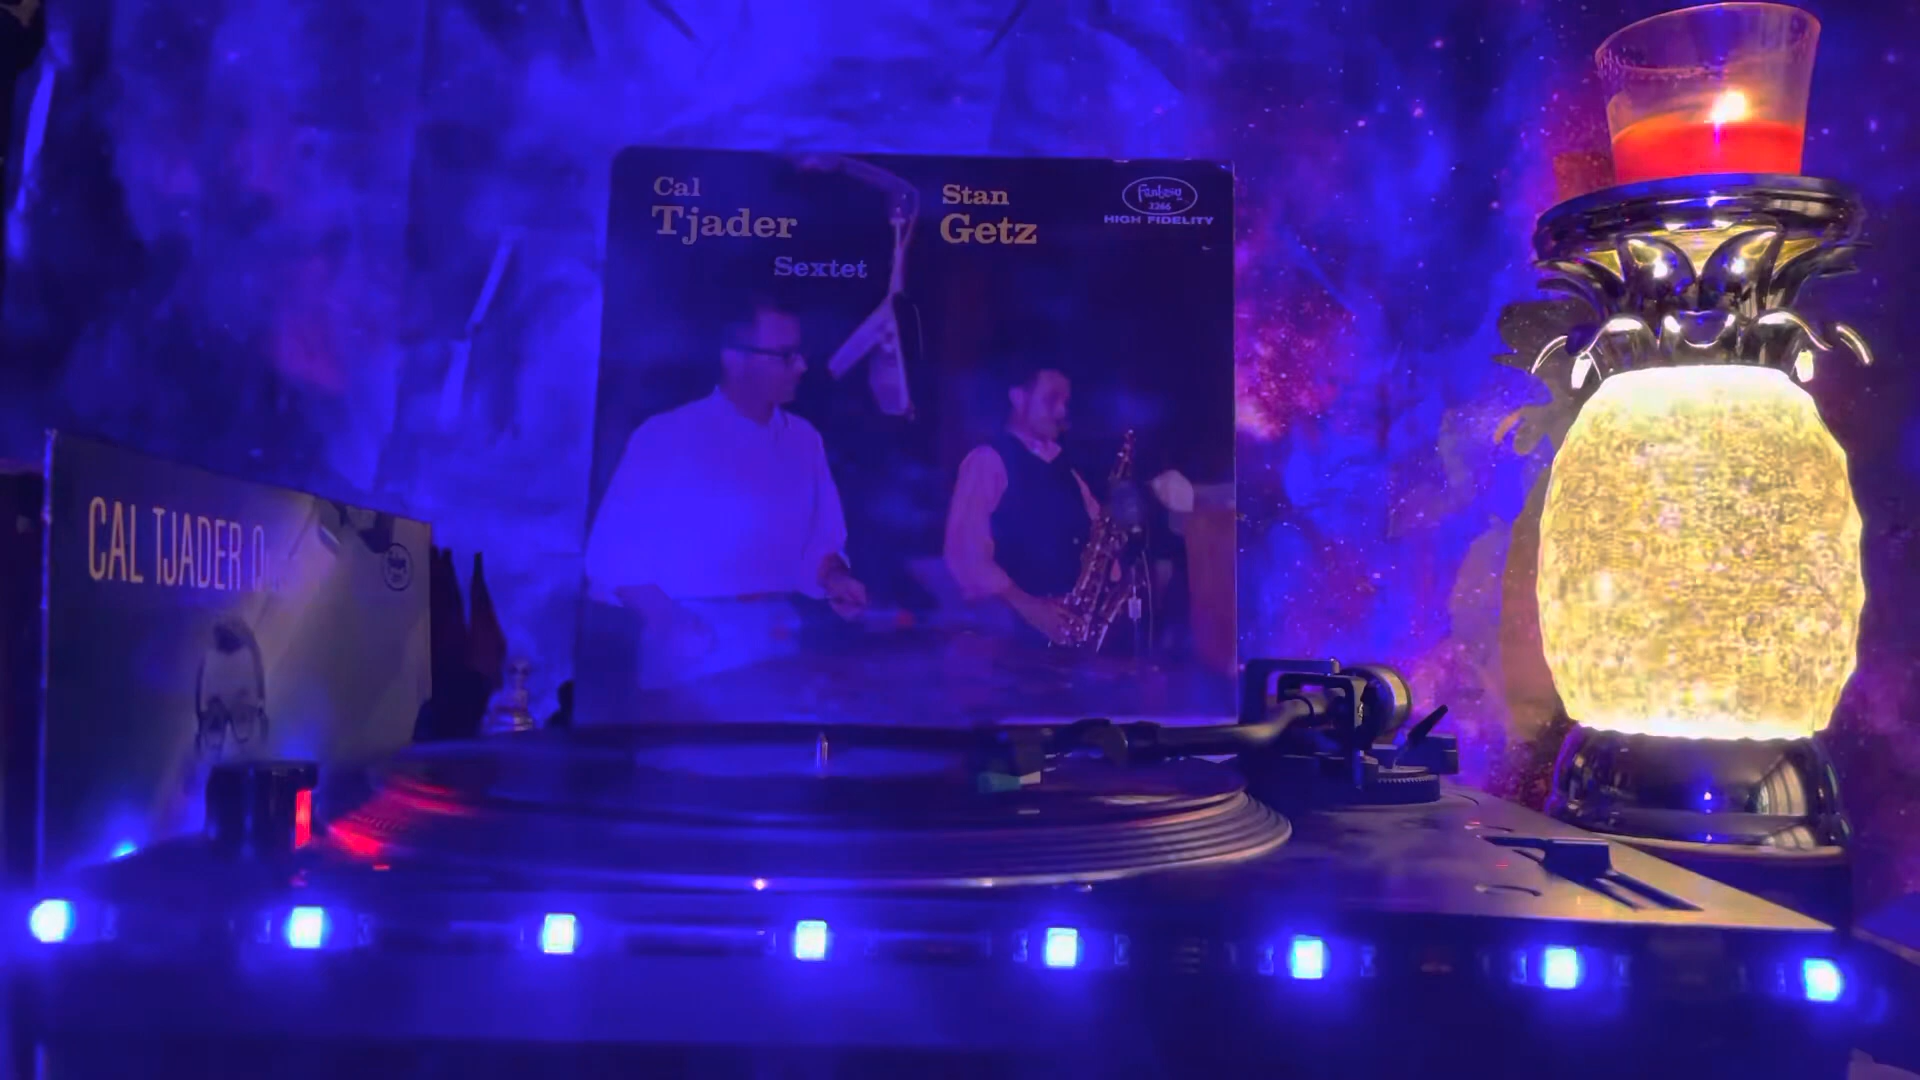 Cal
Tjader
Sextet
Stan
Getz
Fantasy
3266
HIGH FIDELITY
CAL TJADER